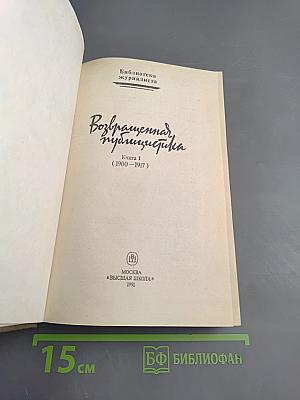 Библиотека
журналиста
Возвращенная
публицистика
Книга 1
(1900—1917)
МОСКВА
«ВЫСШАЯ ШКОЛА»
1991
15 см
БФ БИБЛИОФАН